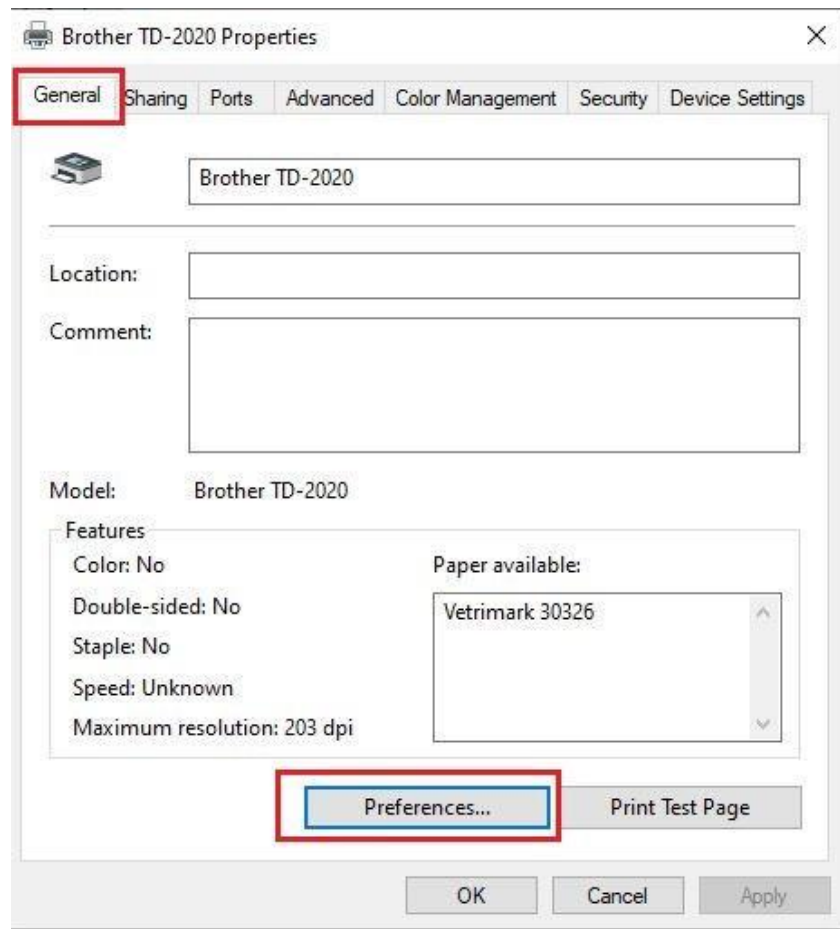 Brother TD-2020 Properties
General Sharing Ports Advanced Color Management Security Device Settings
Brother TD-2020
Location:
Comment:
Model: Brother TD-2020
Features
Color: No
Double-sided: No
Staple: No
Speed: Unknown
Maximum resolution: 203 dpi
Paper available:
Vetrimark 30326
Preferences... Print Test Page
OK Cancel Apply